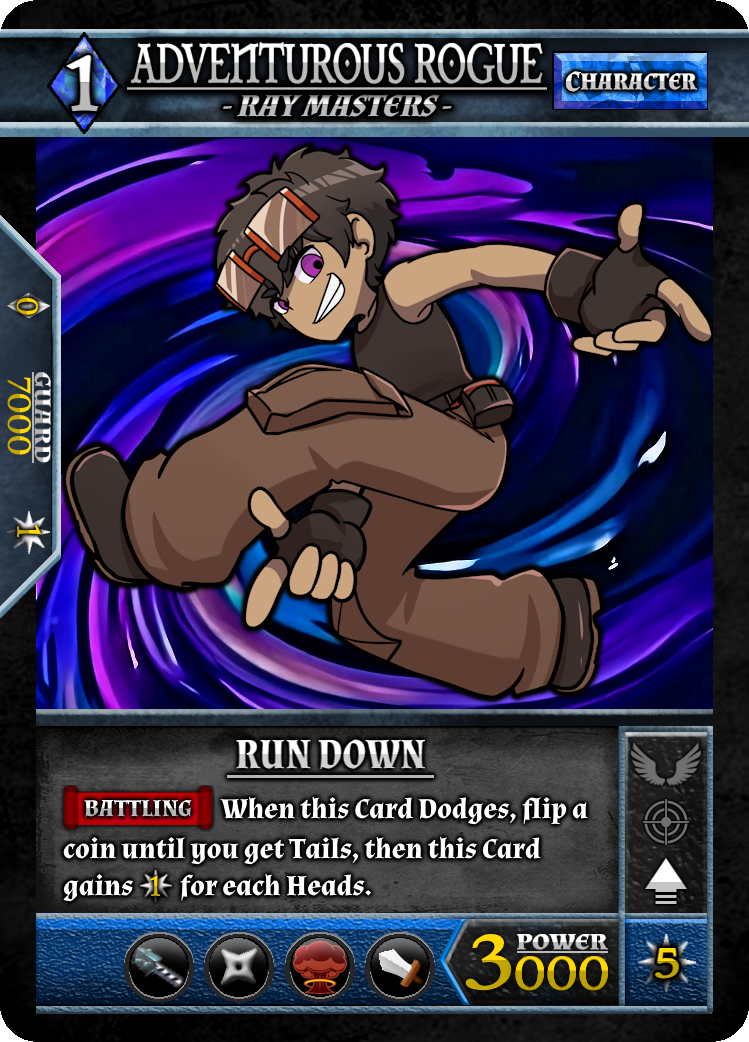 1
ADVENTUROUS ROGUE
- RAY MASTERS -
CHARACTER
0
GUARD
7000
1
RUN DOWN
BATTLING When this Card Dodges, flip a
coin until you get Tails, then this Card
gains 1 for each Heads.
POWER
3000
5